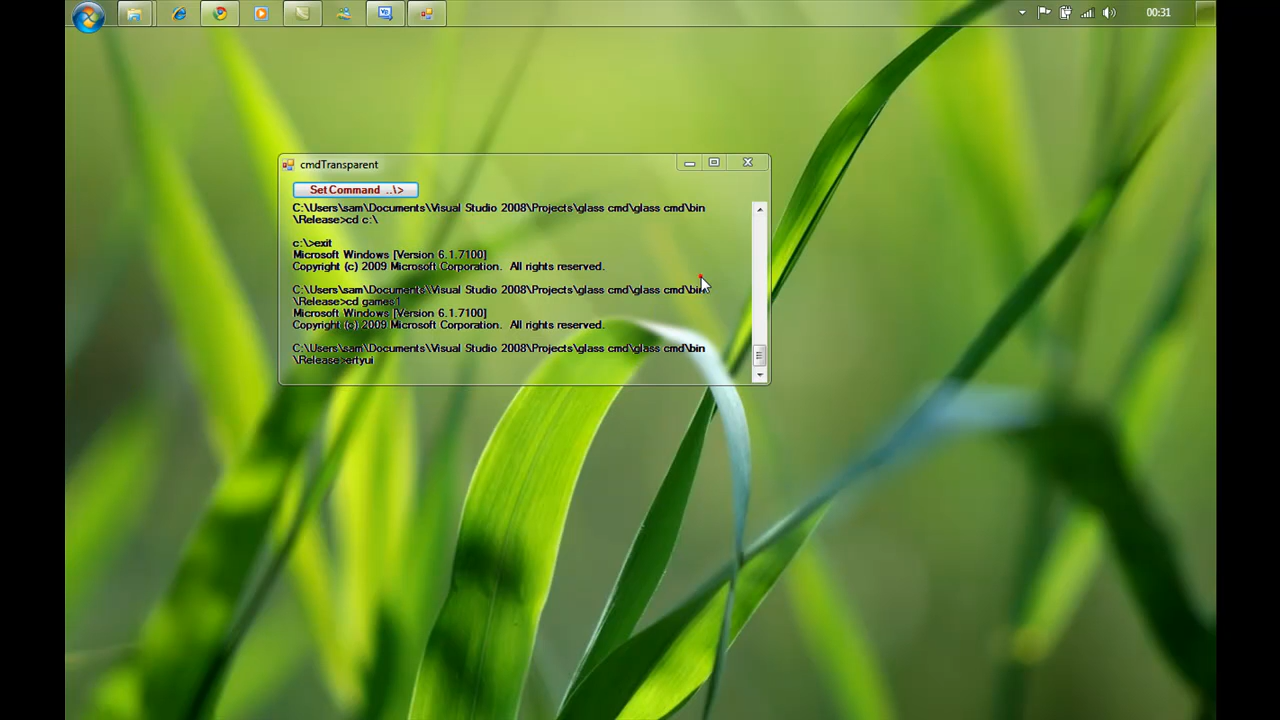 00:31
cmdTransparent
Set Command ..\>
C:\Users\sam\Documents\Visual Studio 2008\Projects\glass cmd\glass cmd\bin
\Release>cd c:\
c:\>exit
Microsoft Windows [Version 6.1.7100]
Copyright (c) 2009 Microsoft Corporation. All rights reserved.
C:\Users\sam\Documents\Visual Studio 2008\Projects\glass cmd\glass cmd\bin
\Release>cd games1
Microsoft Windows [Version 6.1.7100]
Copyright (c) 2009 Microsoft Corporation. All rights reserved.
C:\Users\sam\Documents\Visual Studio 2008\Projects\glass cmd\glass cmd\bin
\Release>ertyui